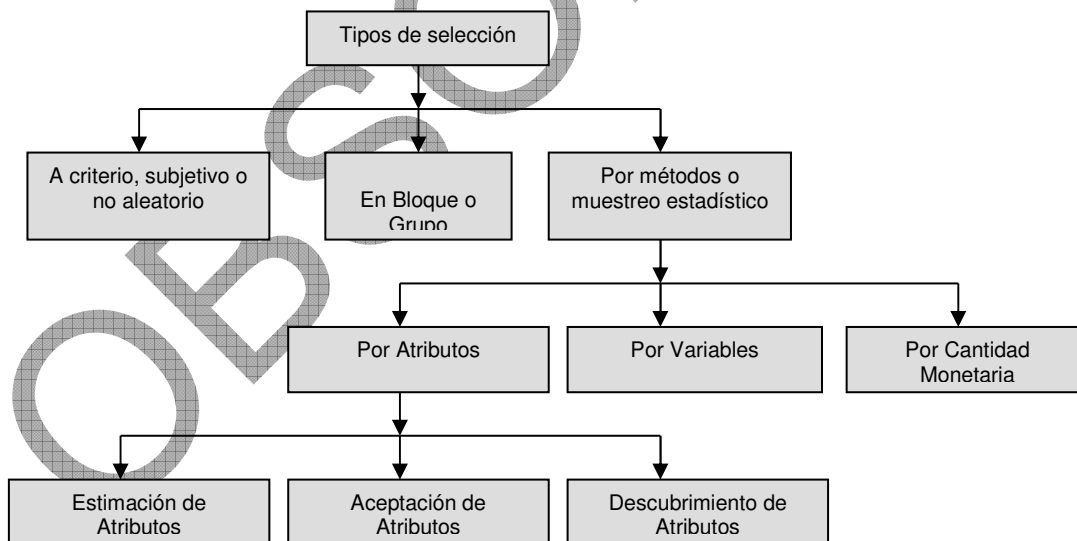 Tipos de selección
A criterio, subjetivo o
no aleatorio
En Bloque o
Grupo
Por métodos o
muestreo estadístico
Por Atributos
Por Variables
Por Cantidad
Monetaria
Estimación de
Atributos
Aceptación de
Atributos
Descubrimiento de
Atributos